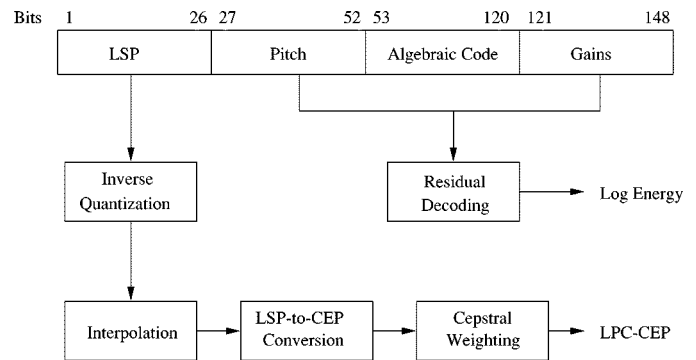 Bits 1 26 27 52 53 120 121 148
LSP Pitch Algebraic Code Gains
Inverse
Quantization
Residual
Decoding
Log Energy
Interpolation
LSP-to-CEP
Conversion
Cepstral
Weighting
LPC-CEP